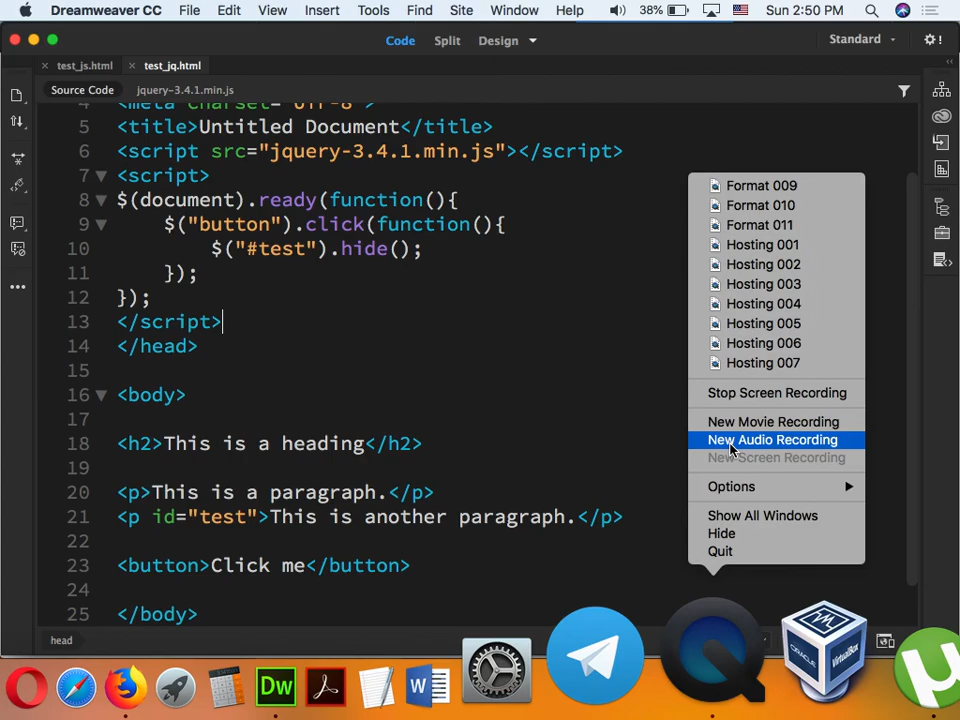 Dreamweaver CC File Edit View Insert Tools Find Site Window Help 38% Sun 2:50 PM
Code Split Design Standard
test_js.html test_jq.html
Source Code jquery-3.4.1.min.js
4 <meta charset="utf-8">
5 <title>Untitled Document</title>
6 <script src="jquery-3.4.1.min.js"></script>
7 <script>
8 $(document).ready(function(){
9 $("button").click(function(){
10 $("#test").hide();
11 });
12 });
13 </script>
14 </head>
15
16 <body>
17
18 <h2>This is a heading</h2>
19
20 <p>This is a paragraph.</p>
21 <p id="test">This is another paragraph.</p>
22
23 <button>Click me</button>
24
25 </body>
head
Format 009
Format 010
Format 011
Hosting 001
Hosting 002
Hosting 003
Hosting 004
Hosting 005
Hosting 006
Hosting 007
Stop Screen Recording
New Movie Recording
New Audio Recording
New Screen Recording
Options
Show All Windows
Hide
Quit
Dw
W
ORACLE
VirtualBox
µ